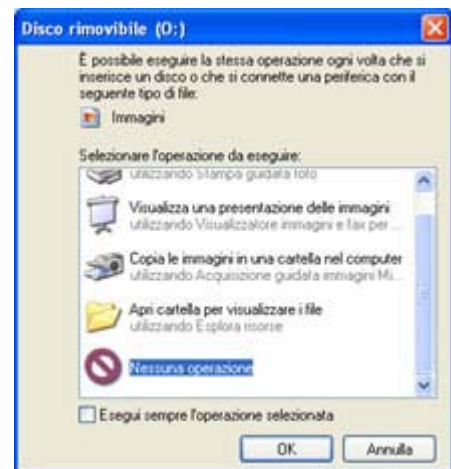 Disco rimovibile (O:)
È possibile eseguire la stessa operazione ogni volta che si
inserisce un disco o che si connette una periferica con il
seguente tipo di file:
Immagini
Selezionare l'operazione da eseguire:
utilizzando Stampa guidata foto
Visualizza una presentazione delle immagini
utilizzando Visualizzatore immagini e fax per ...
Copia le immagini in una cartella nel computer
utilizzando Acquisizione guidata immagini Mi...
Apri cartella per visualizzare i file
utilizzando Esplora risorse
Nessuna operazione
Esegui sempre l'operazione selezionata
OK
Annulla